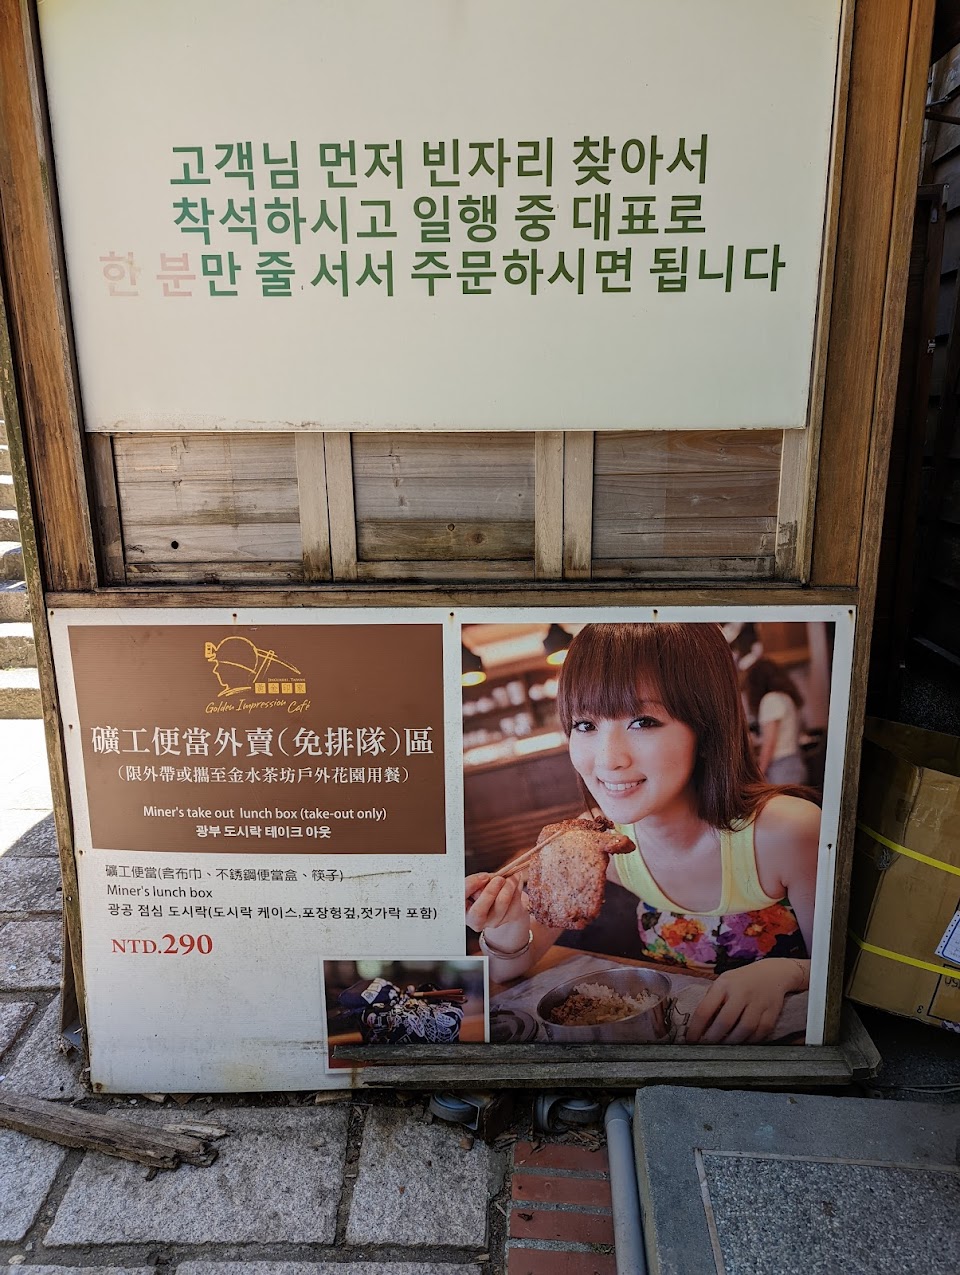 고객님 먼저 빈자리 찾아서
착석하시고 일행 중 대표로
한 분만 줄 서서 주문하시면 됩니다
JINGUASHI, TAIWAN
Golden Impression Café
礦工便當外賣(免排隊)區
(限外帶或攜至金水茶坊戶外花園用餐)
Miner's take out lunch box (take-out only)
광부 도시락 테이크 아웃
礦工便當(含布巾、不銹鋼便當盒、筷子)
Miner's lunch box
광공 점심 도시락(도시락 케이스,포장헝겊,젓가락 포함)
NTD.290